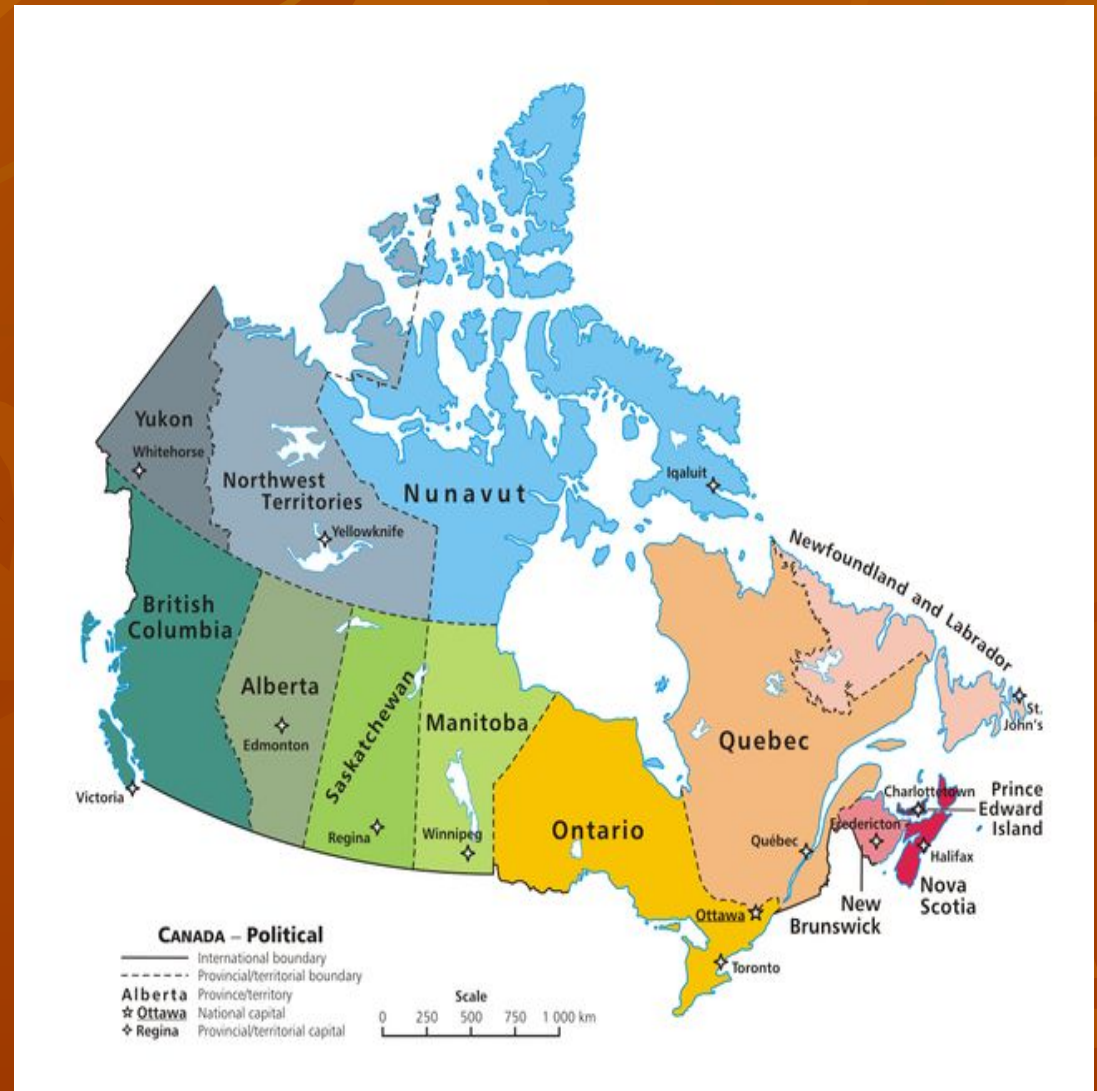 Yukon
Whitehorse
Northwest
Territories
Yellowknife
Nunavut
Iqaluit
Newfoundland and Labrador
British
Columbia
Alberta
Edmonton
Saskatchewan
Manitoba
Quebec
St.
John's
Victoria
Regina
Winnipeg
Ontario
Québec
Charlottetown
Prince
Edward
Island
Fredericton
Halifax
Nova
Scotia
New
Brunswick
Ottawa
Toronto
CANADA – Political
International boundary
Provincial/territorial boundary
Alberta Province/territory
Ottawa National capital
Regina Provincial/territorial capital
Scale
0 250 500 750 1 000 km